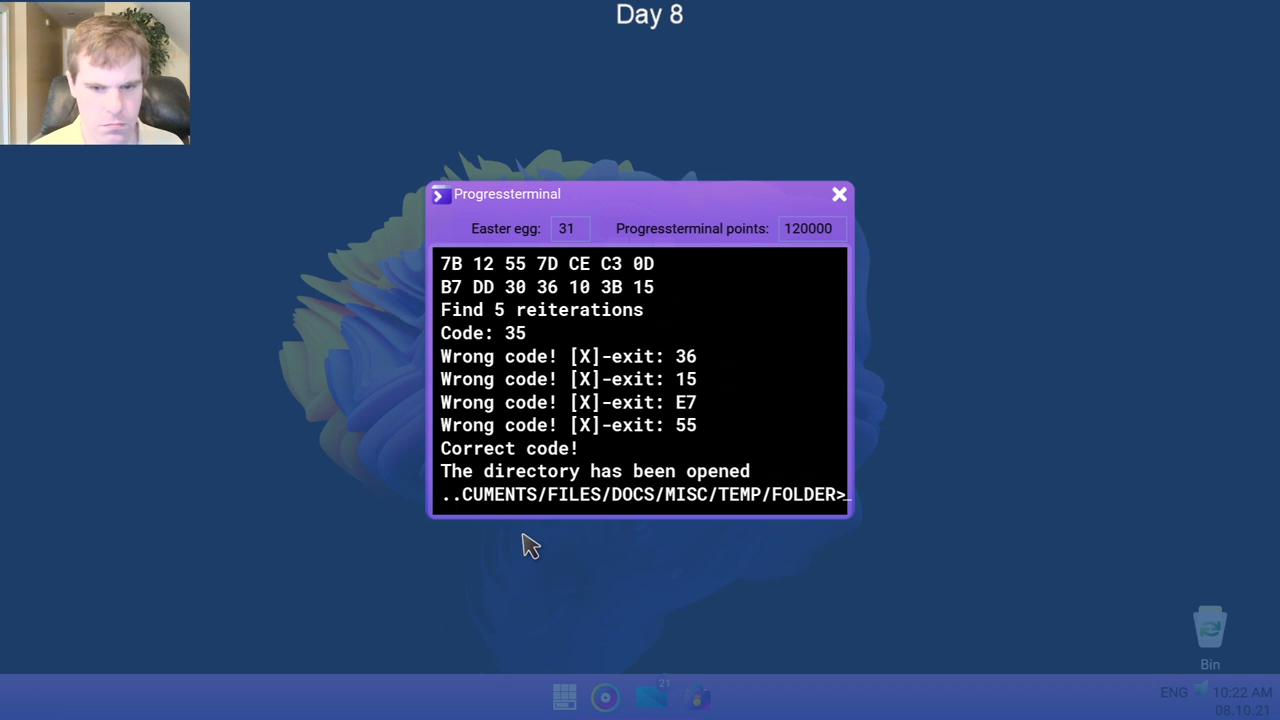 Day 8
Progressterminal
Easter egg: 31 Progressterminal points: 120000
7B 12 55 7D CE C3 0D
B7 DD 30 36 10 3B 15
Find 5 reiterations
Code: 35
Wrong code! [X]-exit: 36
Wrong code! [X]-exit: 15
Wrong code! [X]-exit: E7
Wrong code! [X]-exit: 55
Correct code!
The directory has been opened
..CUMENTS/FILES/DOCS/MISC/TEMP/FOLDER>_
Bin
21
ENG 10:22 AM
08.10.21